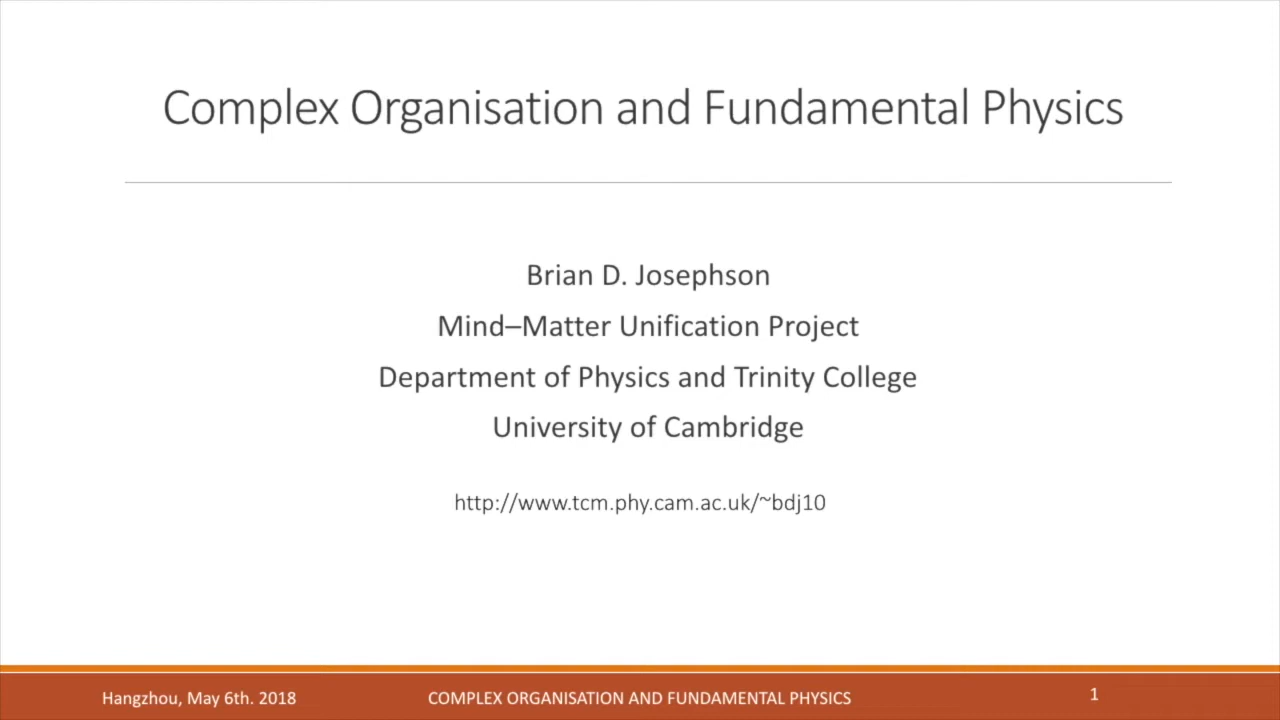 Complex Organisation and Fundamental Physics
Brian D. Josephson
Mind–Matter Unification Project
Department of Physics and Trinity College
University of Cambridge
http://www.tcm.phy.cam.ac.uk/~bdj10
Hangzhou, May 6th. 2018
COMPLEX ORGANISATION AND FUNDAMENTAL PHYSICS
1